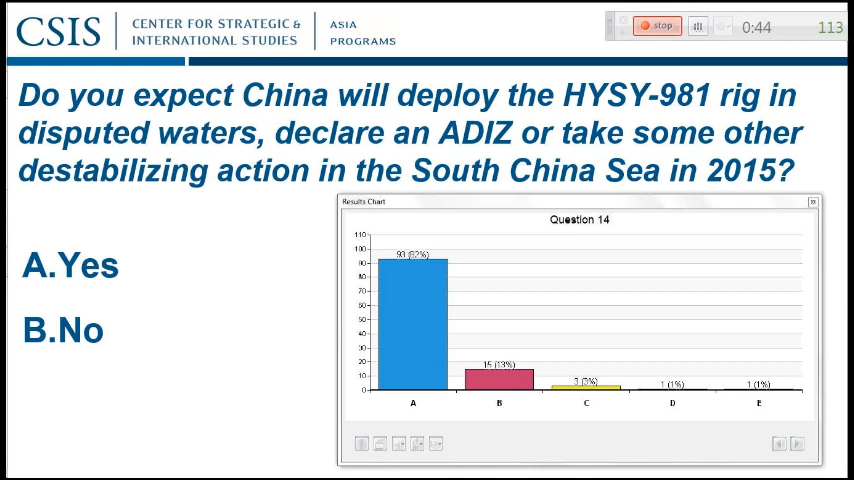 CSIS
CENTER FOR STRATEGIC &
INTERNATIONAL STUDIES
ASIA
PROGRAMS
stop
0:44
113
Do you expect China will deploy the HYSY-981 rig in
disputed waters, declare an ADIZ or take some other
destabilizing action in the South China Sea in 2015?
A.Yes
B.No
Results Chart
Question 14
110
100
90
80
70
60
50
40
30
20
10
0
93 (82%)
15 (13%)
3 (3%)
1 (1%)
1 (1%)
A B C D E